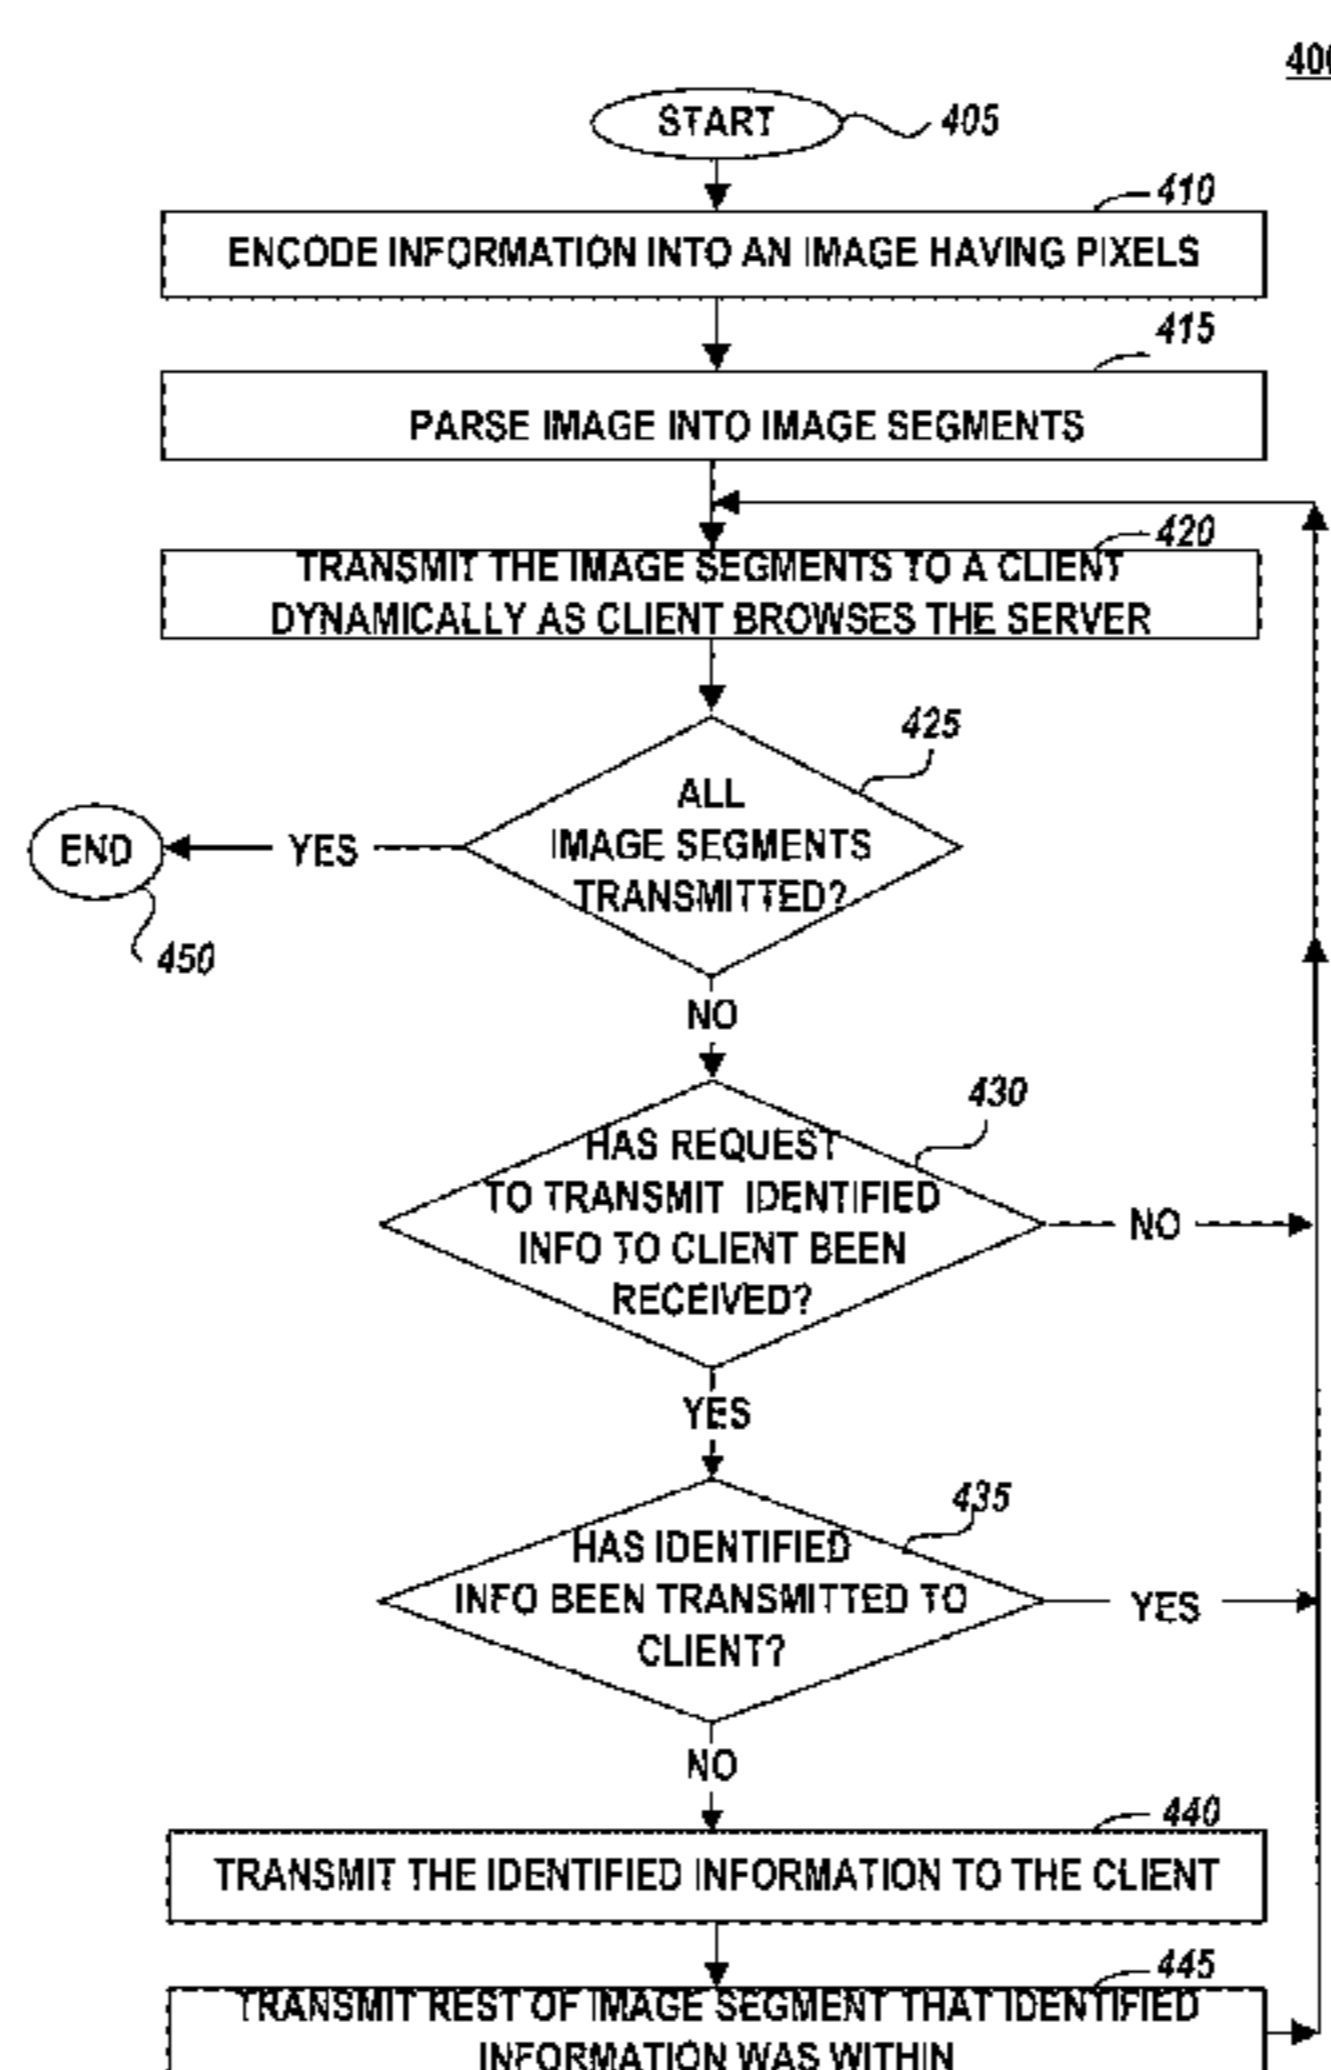 400
START
405
410
ENCODE INFORMATION INTO AN IMAGE HAVING PIXELS
415
PARSE IMAGE INTO IMAGE SEGMENTS
420
TRANSMIT THE IMAGE SEGMENTS TO A CLIENT
DYNAMICALLY AS CLIENT BROWSES THE SERVER
425
ALL
IMAGE SEGMENTS
TRANSMITTED?
YES
END
450
NO
430
HAS REQUEST
TO TRANSMIT IDENTIFIED
INFO TO CLIENT BEEN
RECEIVED?
NO
YES
435
HAS IDENTIFIED
INFO BEEN TRANSMITTED TO
CLIENT?
YES
NO
440
TRANSMIT THE IDENTIFIED INFORMATION TO THE CLIENT
445
TRANSMIT REST OF IMAGE SEGMENT THAT IDENTIFIED
INFORMATION WAS WITHIN